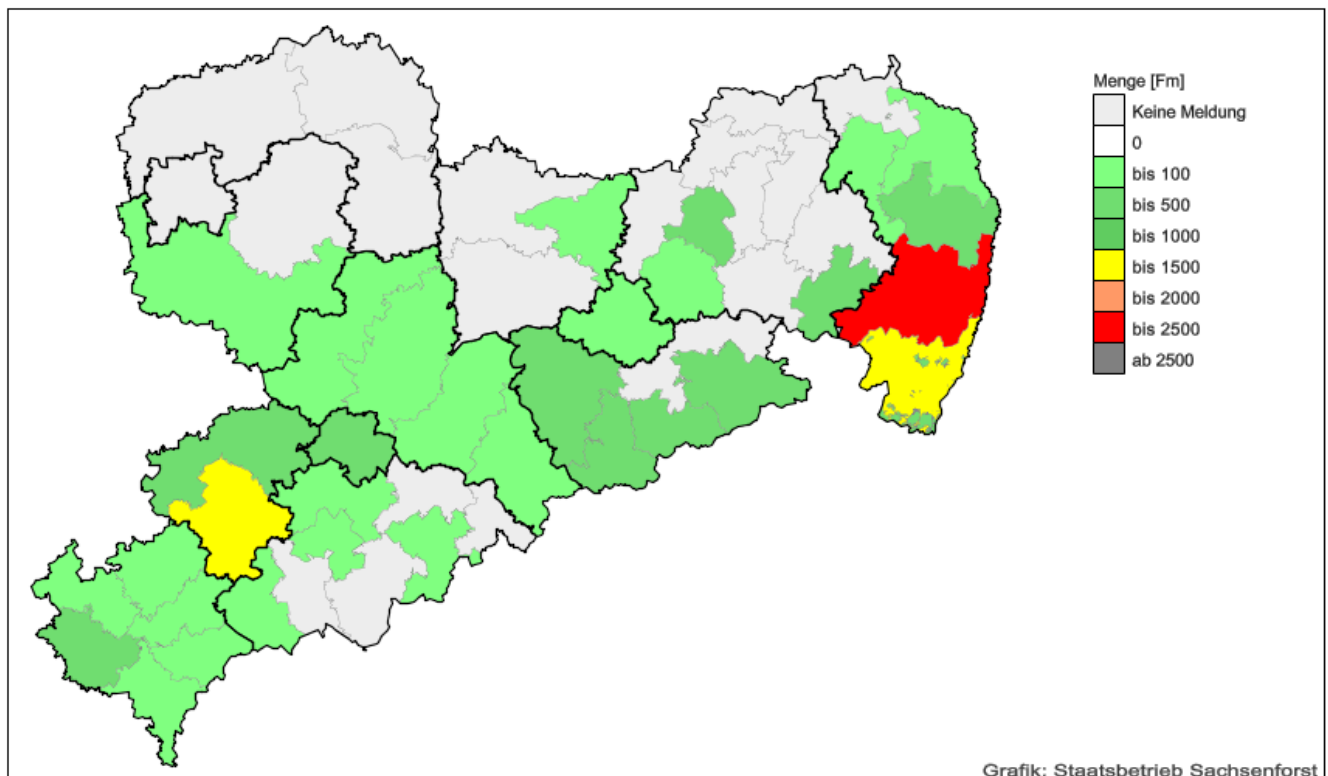 Menge [Fm]
Keine Meldung
0
bis 100
bis 500
bis 1000
bis 1500
bis 2000
bis 2500
ab 2500
Grafik: Staatsbetrieb Sachsenforst